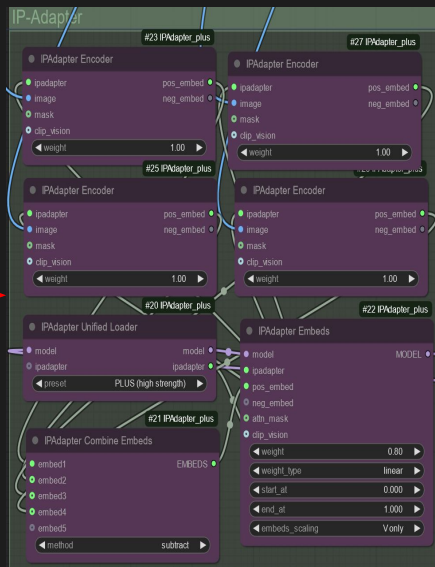 IP-Adapter
#23 IPAdapter_plus
IPAdapter Encoder
ipadapter pos_embed
image neg_embed
mask
clip_vision
weight 1.00
#27 IPAdapter_plus
IPAdapter Encoder
ipadapter pos_embed
image neg_embed
mask
clip_vision
weight 1.00
#25 IPAdapter_plus
IPAdapter Encoder
ipadapter pos_embed
image neg_embed
mask
clip_vision
weight 1.00
IPAdapter_plus
IPAdapter Encoder
ipadapter pos_embed
image neg_embed
mask
clip_vision
weight 1.00
#20 IPAdapter_plus
IPAdapter Unified Loader
model model
ipadapter ipadapter
preset PLUS (high strength)
#22 IPAdapter_plus
IPAdapter Embeds
model MODEL
ipadapter
pos_embed
neg_embed
attn_mask
clip_vision
weight 0.80
weight_type linear
start_at 0.000
end_at 1.000
embeds_scaling V only
#21 IPAdapter_plus
IPAdapter Combine Embeds
embed1 EMBEDS
embed2
embed3
embed4
embed5
method subtract